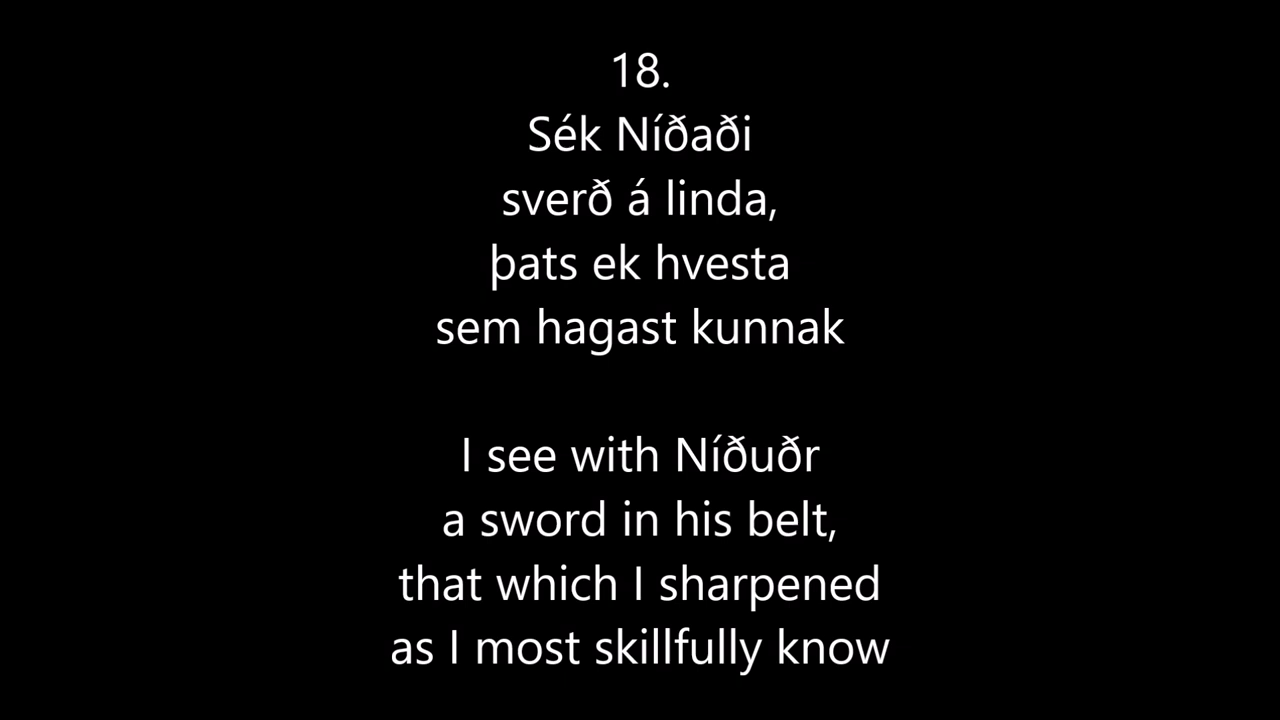 18.
Sék Níðaði
sverð á linda,
þats ek hvesta
sem hagast kunnak
I see with Níðuðr
a sword in his belt,
that which I sharpened
as I most skillfully know